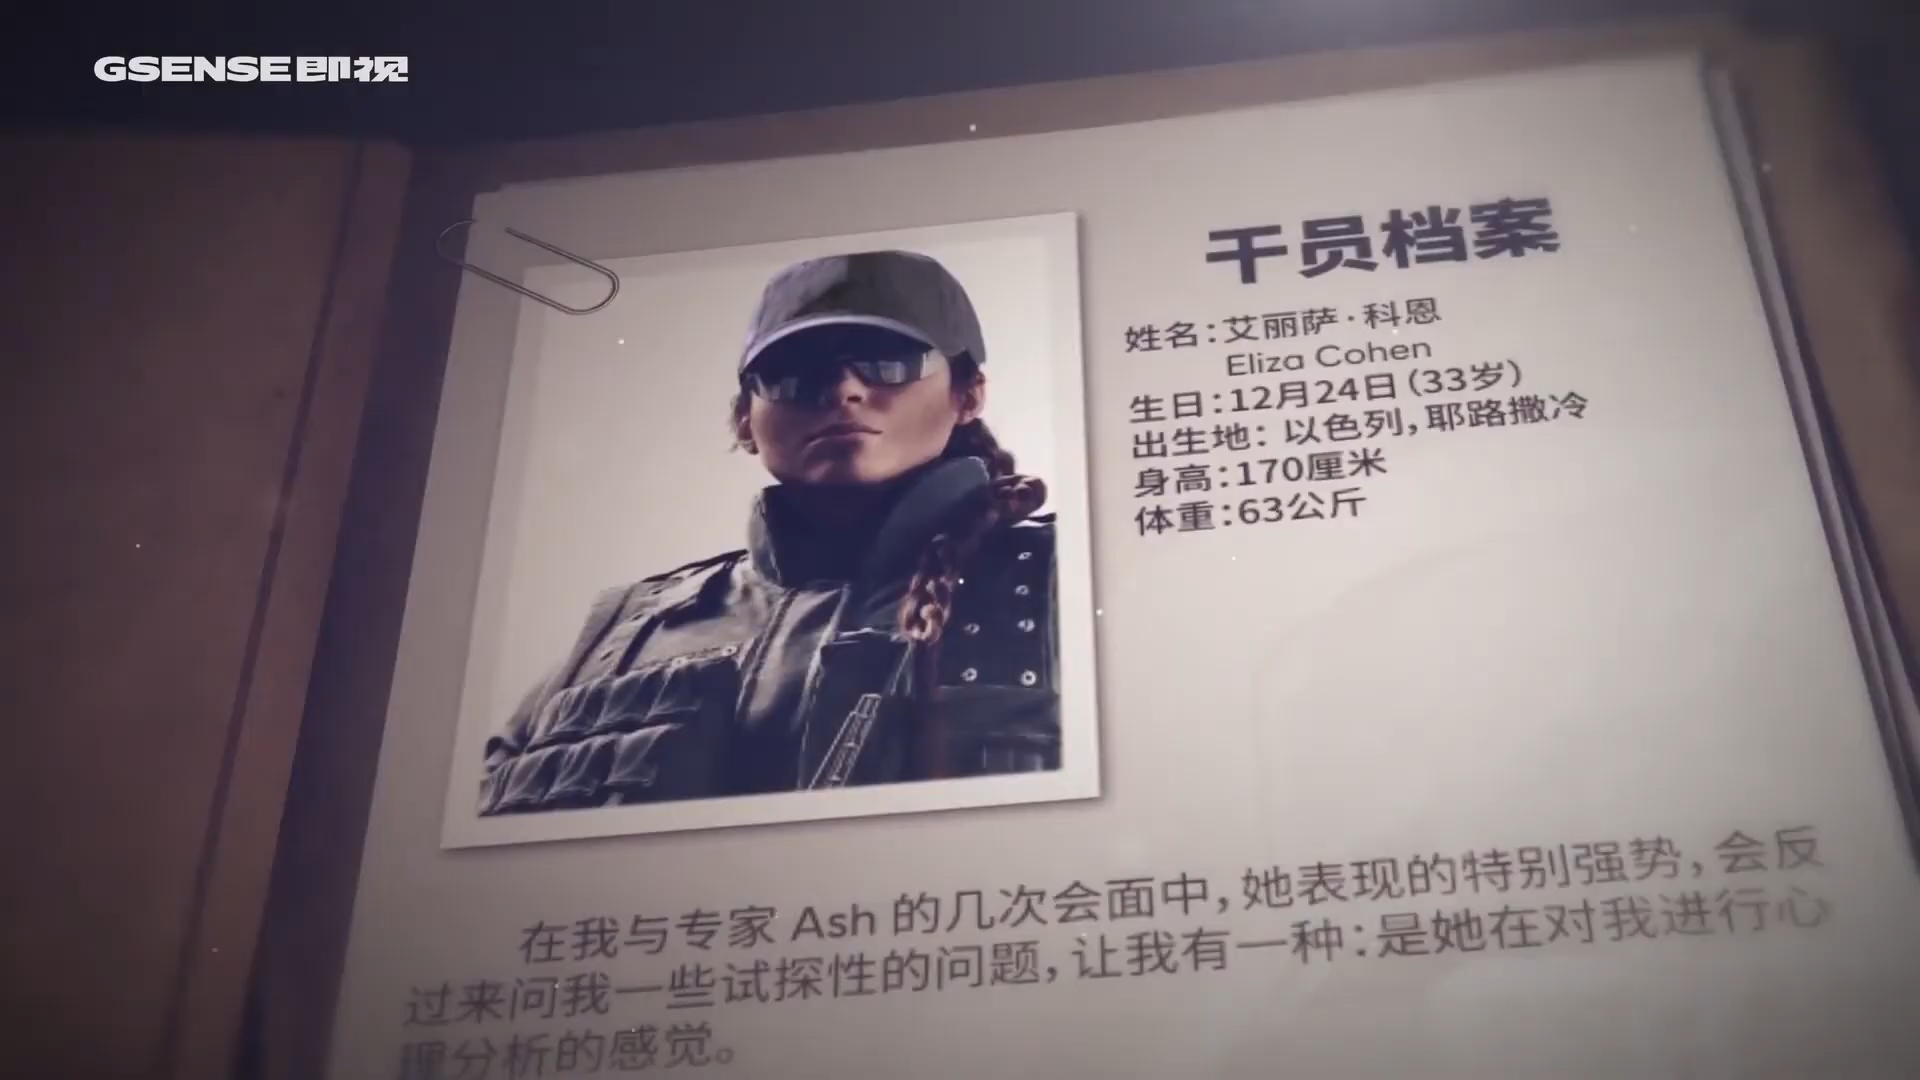 GSENSE即视
干员档案
姓名：艾丽萨·科恩
Eliza Cohen
生日：12月24日（33岁）
出生地：以色列，耶路撒冷
身高：170厘米
体重：63公斤
在我与专家 Ash 的几次会面中，她表现的特别强势，会反
过来问我一些试探性的问题，让我有一种：是她在对我进行心
理分析的感觉。